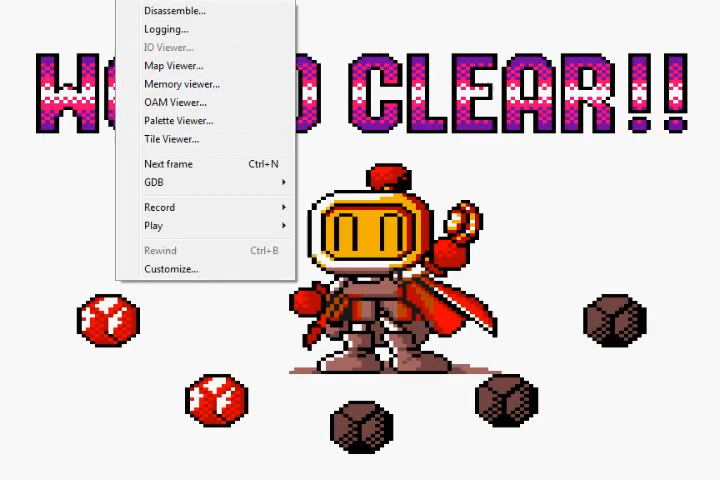 Disassemble...
Logging...
IO Viewer...
Map Viewer...
Memory viewer...
OAM Viewer...
Palette Viewer...
Tile Viewer...
Next frame Ctrl+N
GDB
Record
Play
Rewind Ctrl+B
Customize...
CLEAR!!